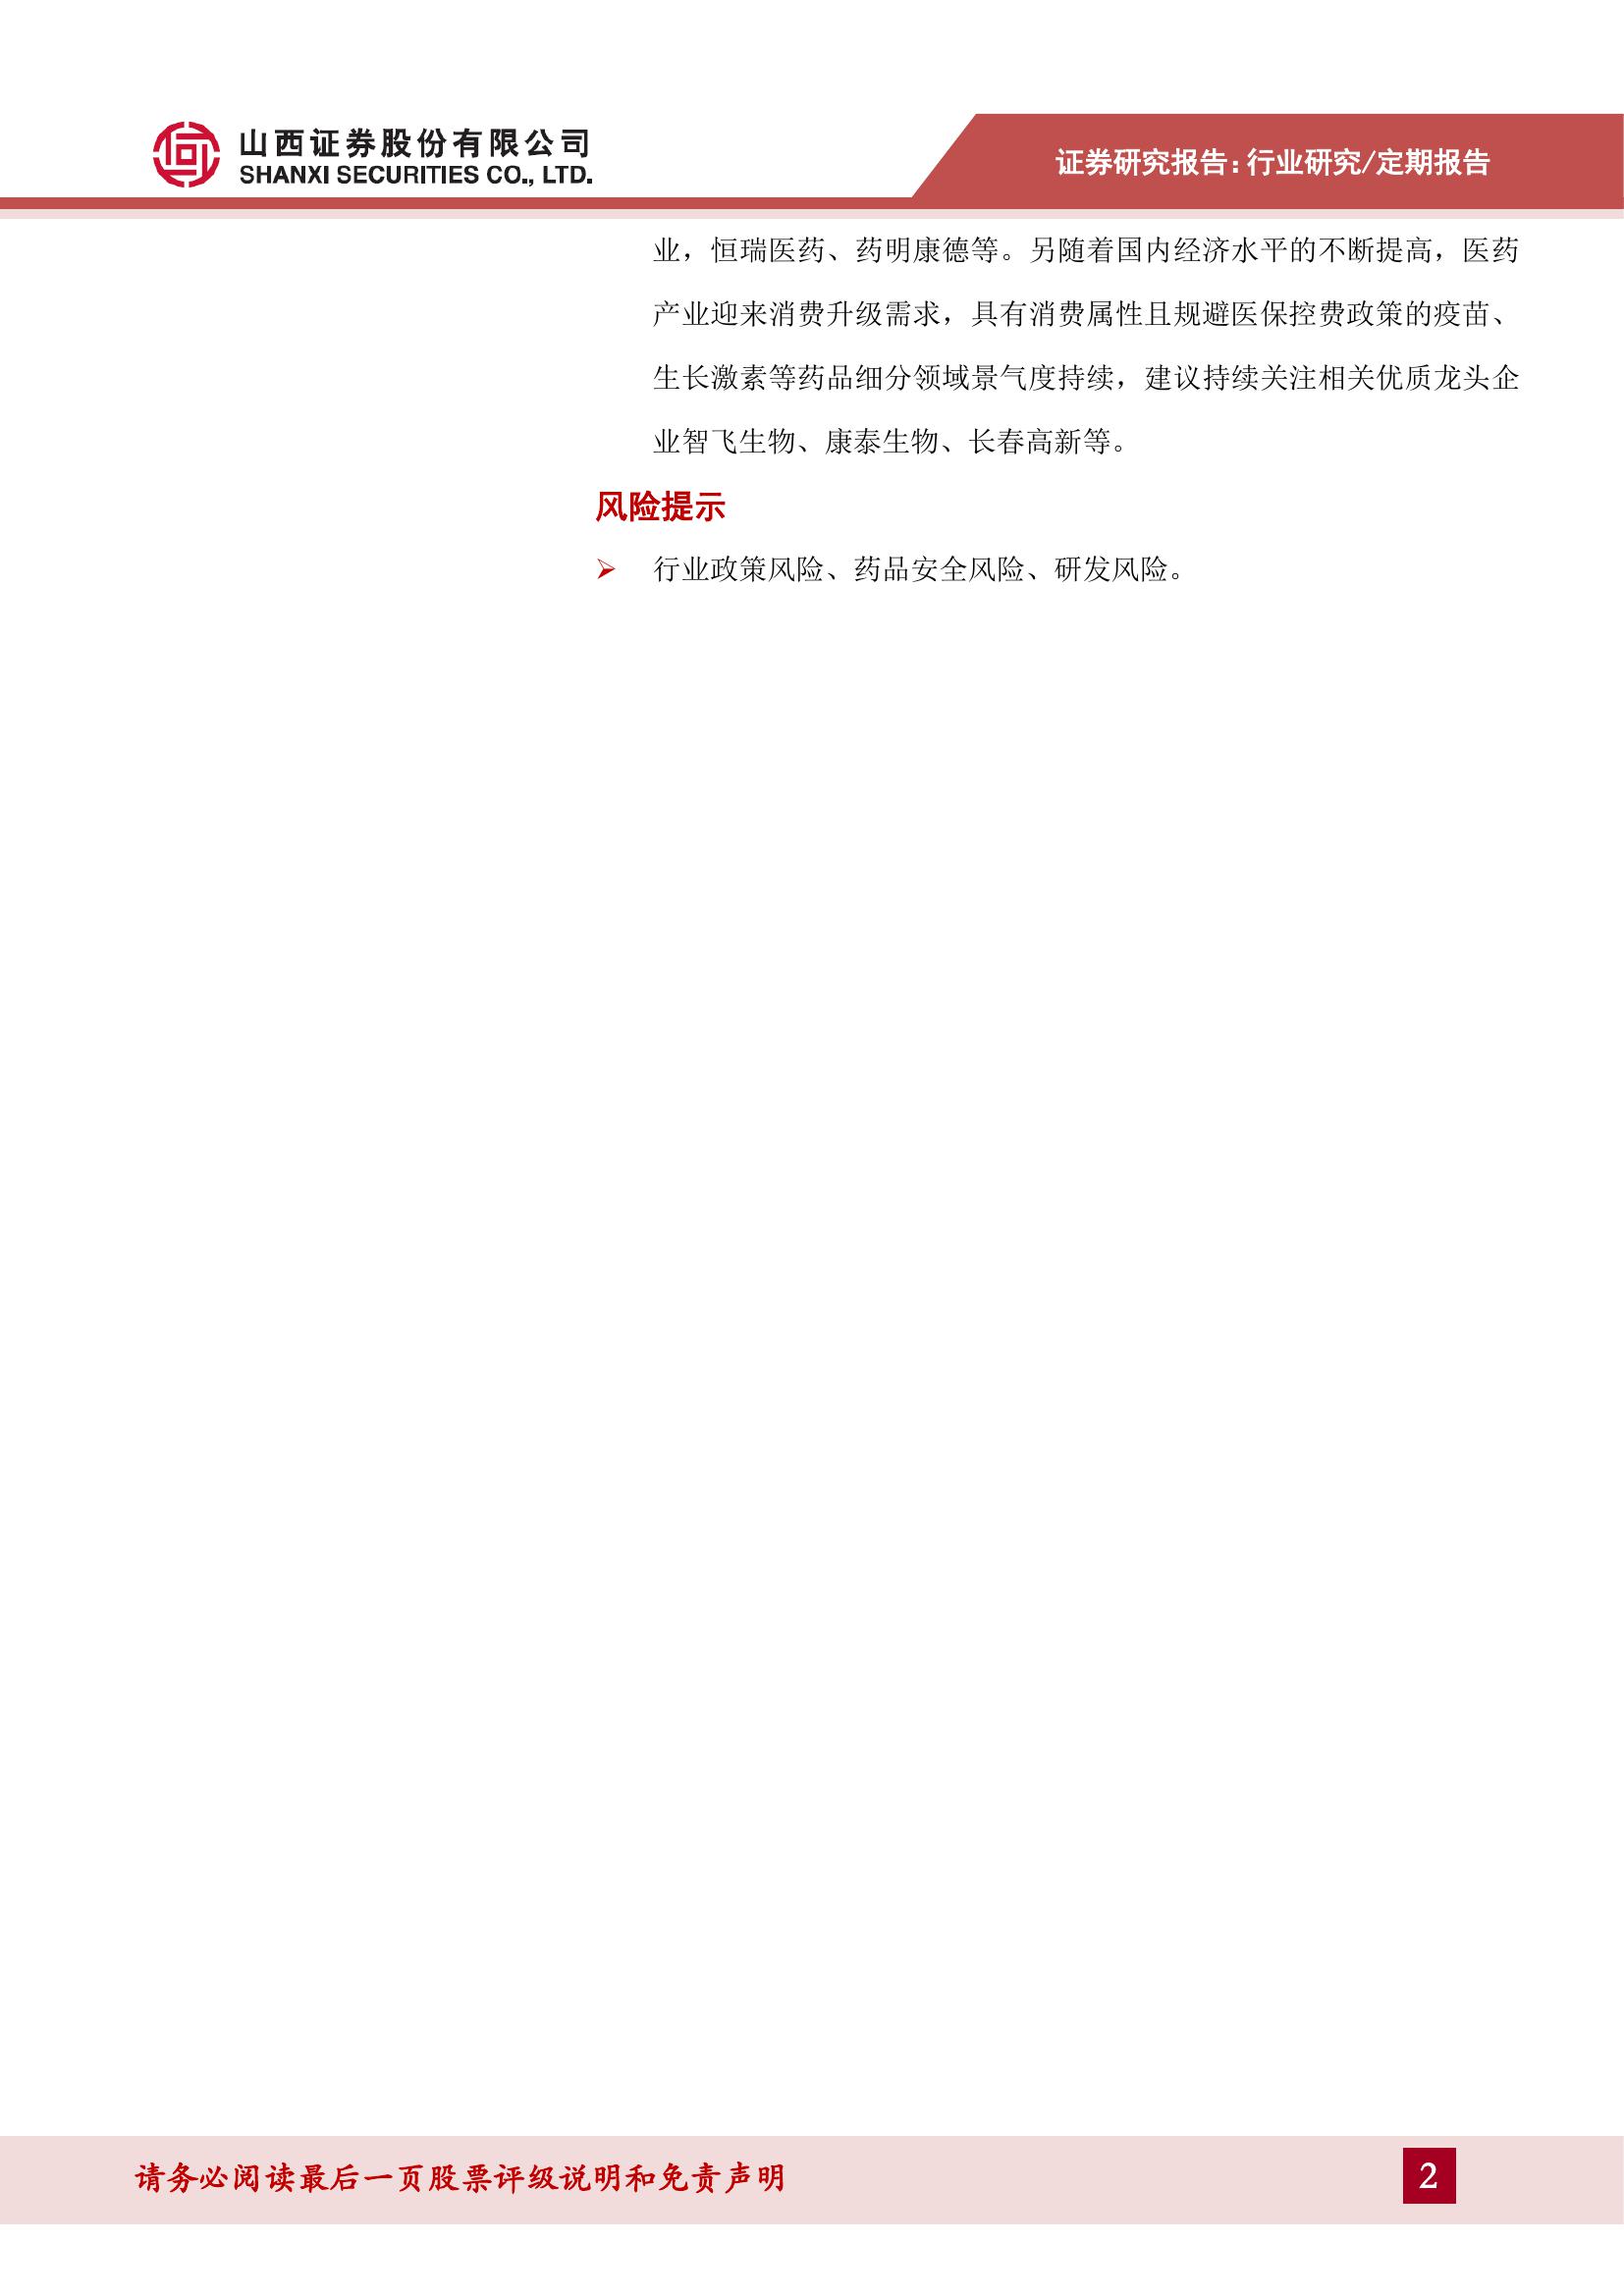 山西证券股份有限公司
SHANXI SECURITIES CO., LTD.
证券研究报告:行业研究/定期报告
业，恒瑞医药、药明康德等。另随着国内经济水平的不断提高，医药
产业迎来消费升级需求，具有消费属性且规避医保控费政策的疫苗、
生长激素等药品细分领域景气度持续，建议持续关注相关优质龙头企
业智飞生物、康泰生物、长春高新等。
风险提示
行业政策风险、药品安全风险、研发风险。
请务必阅读最后一页股票评级说明和免责声明
2